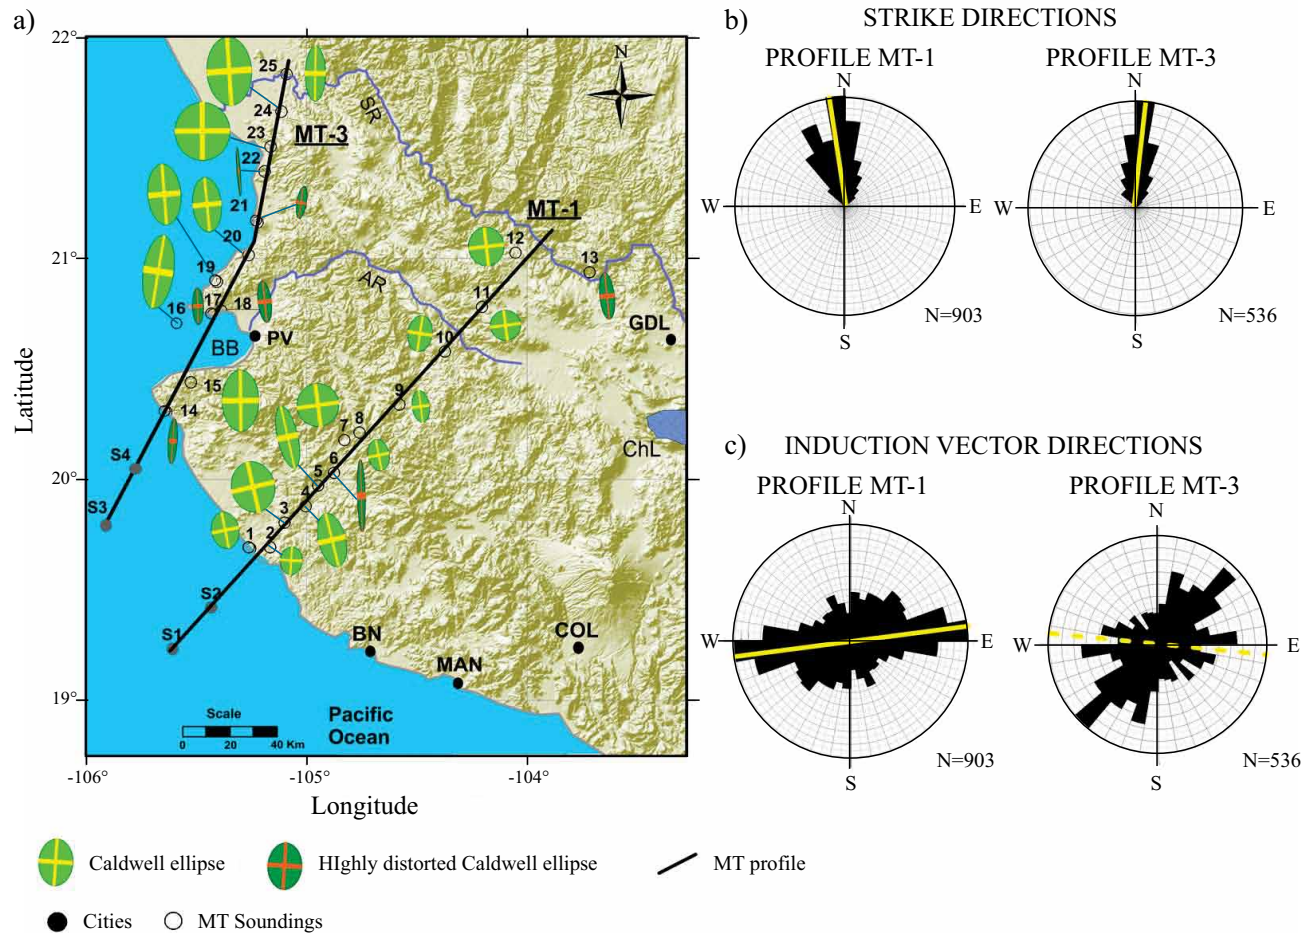 a)
22°
21°
20°
19°
Latitude
-106°
-105°
-104°
Longitude
N
25
24
23
22
21
20
19
18
17
16
15
14
S4
S3
S2
S1
MT-3
MT-1
SR
AR
12
13
11
10
9
8
7
6
5
4
3
2
1
PV
BB
GDL
ChL
BN
MAN
COL
Scale
0 20 40 Km
Pacific
Ocean
b) STRIKE DIRECTIONS
PROFILE MT-1
N
W
E
S
N=903
PROFILE MT-3
N
W
E
S
N=536
c) INDUCTION VECTOR DIRECTIONS
PROFILE MT-1
N
W
E
S
N=903
PROFILE MT-3
N
W
E
S
N=536
Caldwell ellipse
HIghly distorted Caldwell ellipse
MT profile
Cities
MT Soundings